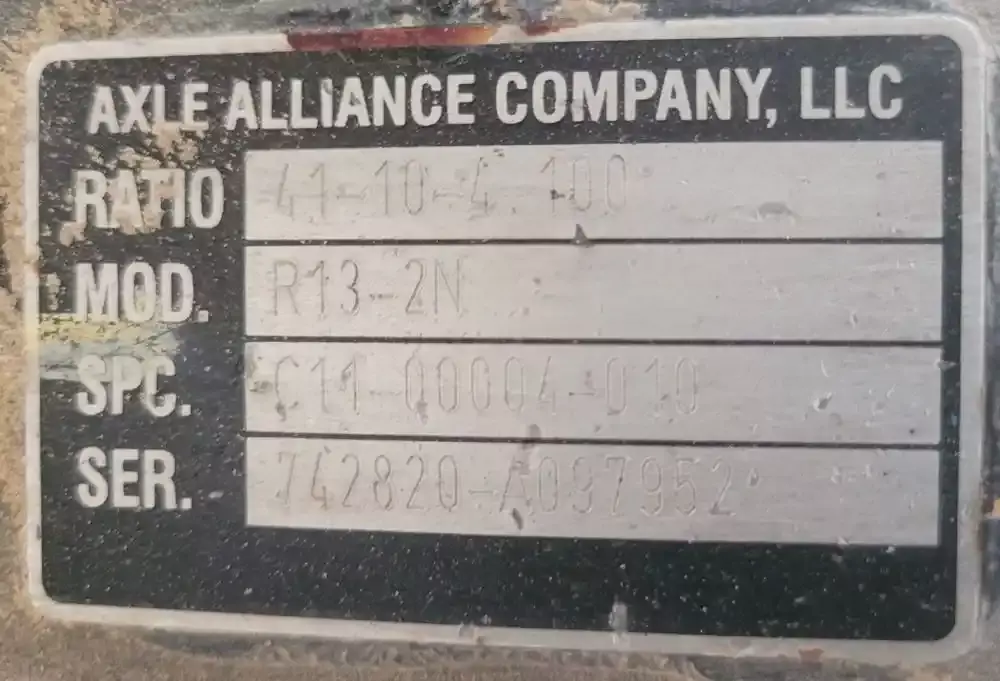 AXLE ALLIANCE COMPANY, LLC
RATIO 41-10-4.100
MOD. R13-2N
SPC. C11-00004-010
SER. 742820-A097952